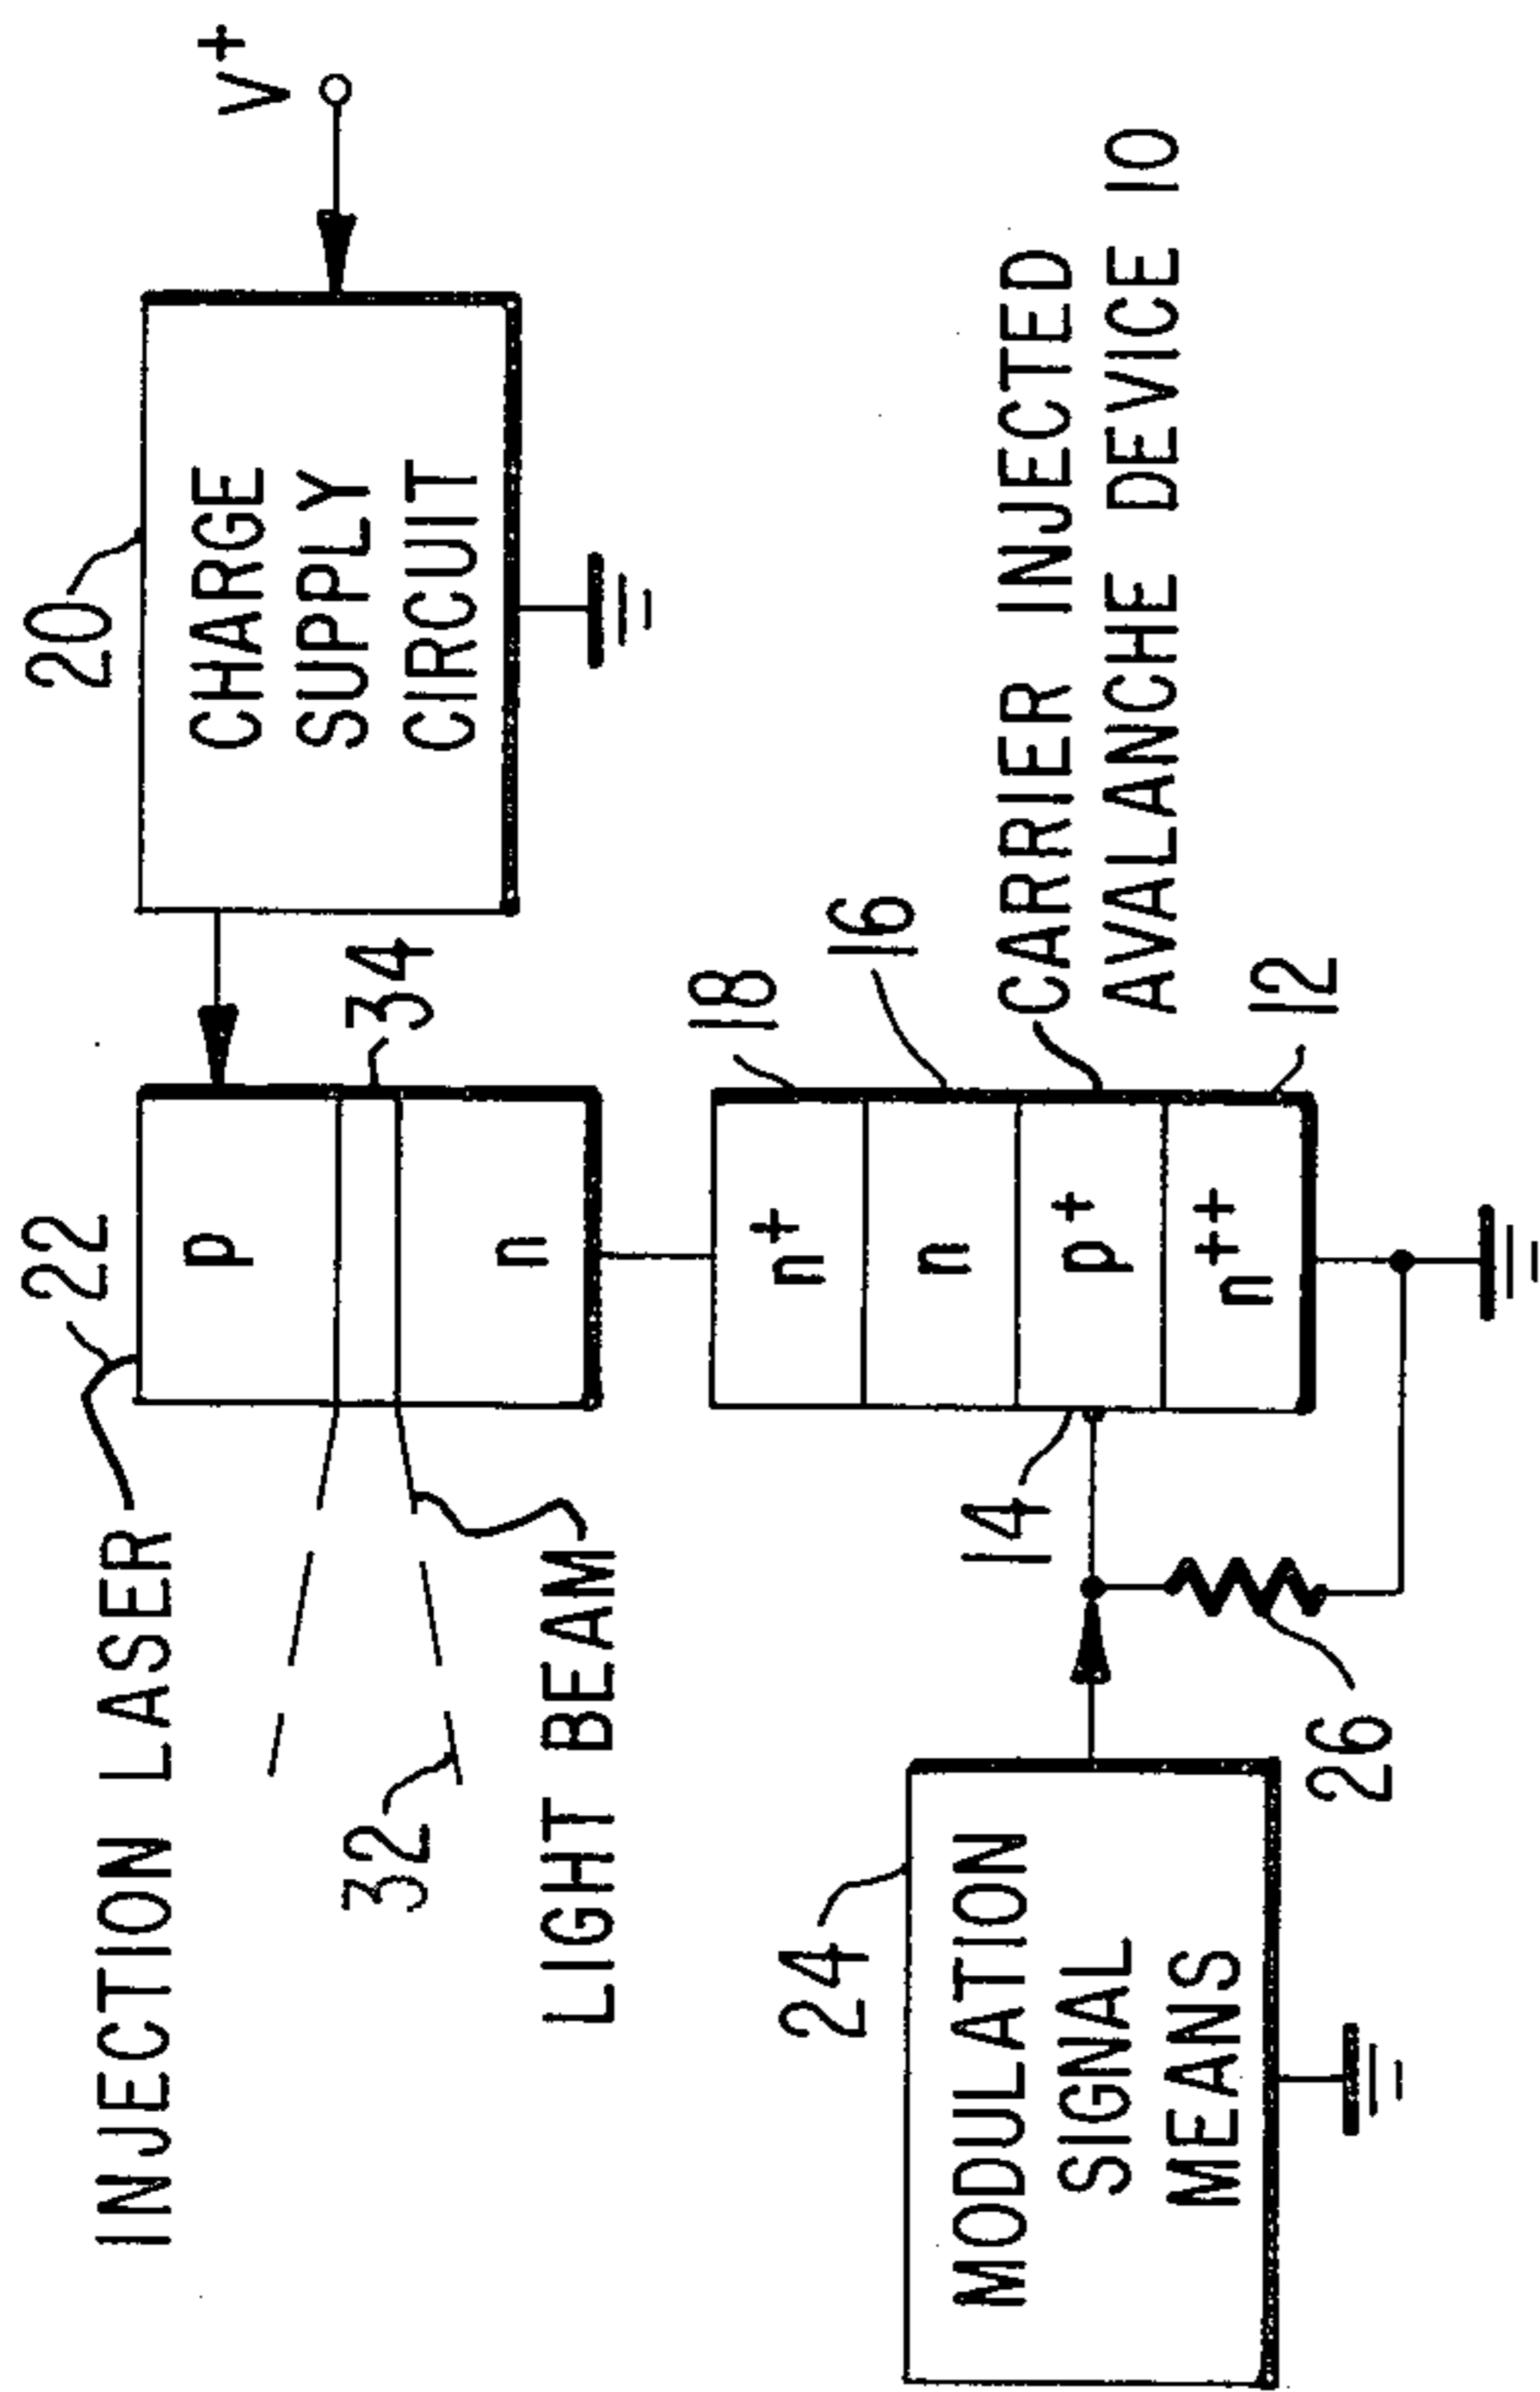 INJECTION LASER
22
20
V+
p
CHARGE
SUPPLY
CIRCUIT
32
34
n
LIGHT BEAM
24
18
n+
16
n
MODULATION
SIGNAL
MEANS
14
p+
CARRIER INJECTED
AVALANCHE DEVICE 10
n++
12
26